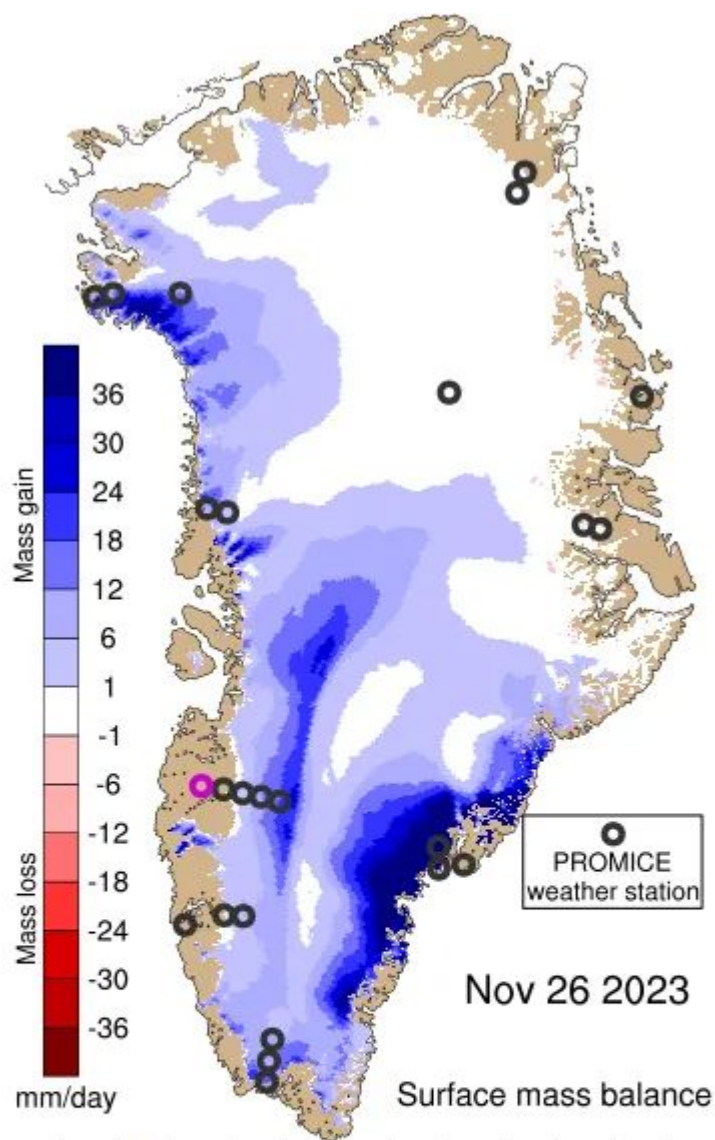 Mass gain
36
30
24
18
12
6
1
-1
-6
-12
-18
-24
-30
-36
Mass loss
mm/day
PROMICE
weather station
Nov 26 2023
Surface mass balance